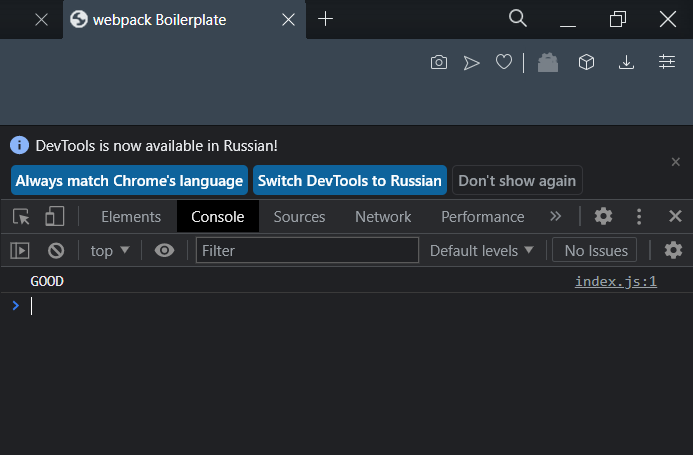 webpack Boilerplate
DevTools is now available in Russian!
Always match Chrome's language Switch DevTools to Russian Don't show again
Elements Console Sources Network Performance
top Filter Default levels No Issues
GOOD index.js:1